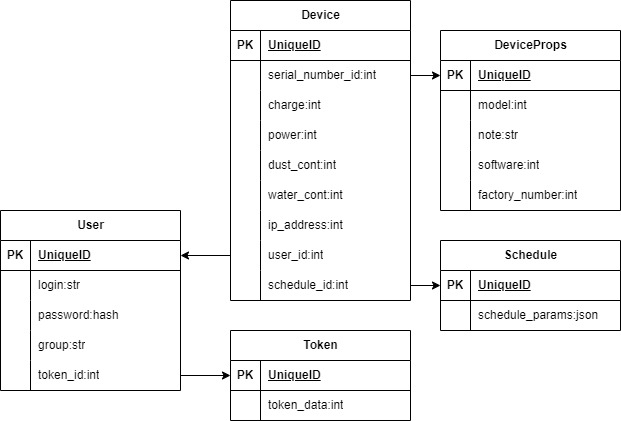 Device
PK UniqueID
serial_number_id:int
charge:int
power:int
dust_cont:int
water_cont:int
ip_address:int
user_id:int
schedule_id:int
DeviceProps
PK UniqueID
model:int
note:str
software:int
factory_number:int
User
PK UniqueID
login:str
password:hash
group:str
token_id:int
Schedule
PK UniqueID
schedule_params:json
Token
PK UniqueID
token_data:int